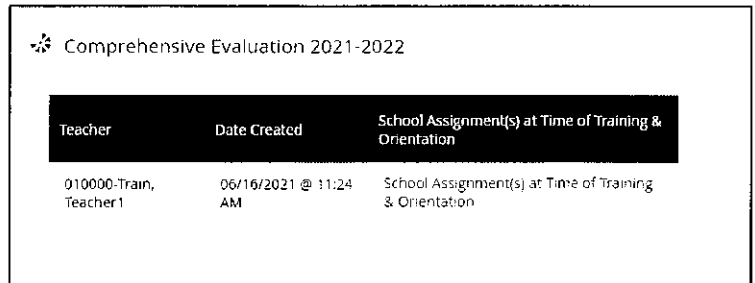 Comprehensive Evaluation 2021-2022
Teacher
Date Created
School Assignment(s) at Time of Training &
Orientation
010000-Train,
Teacher1
06/16/2021 @ 11:24
AM
School Assignment(s) at Time of Training
& Orientation